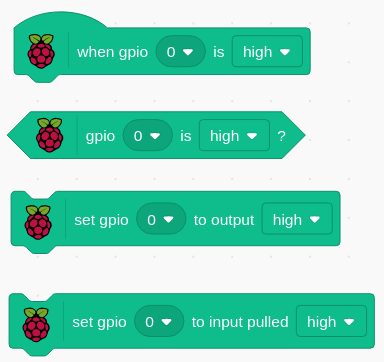 when gpio 0 is high
gpio 0 is high ?
set gpio 0 to output high
set gpio 0 to input pulled high